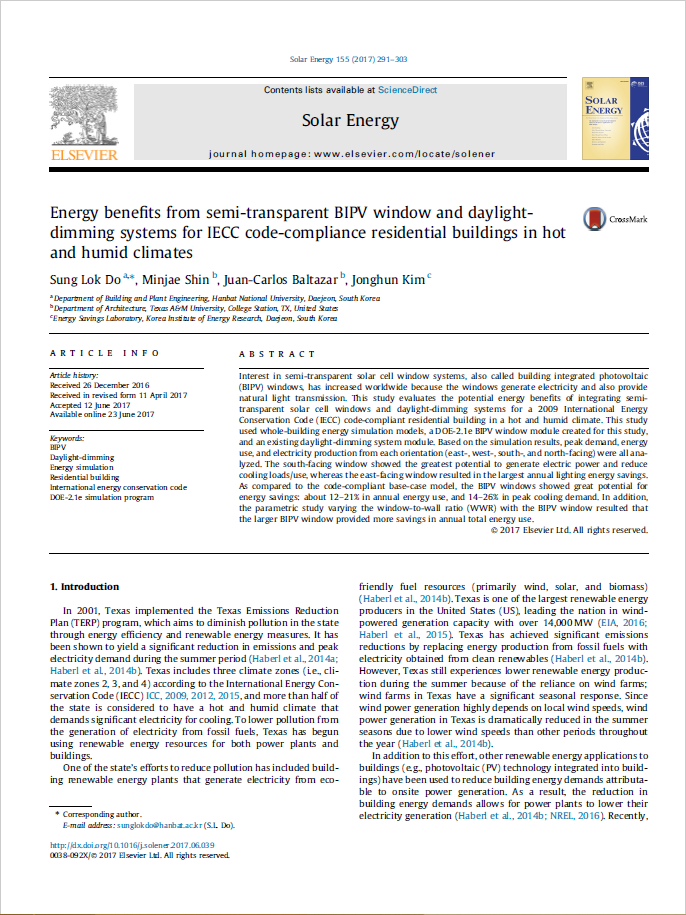 Solar Energy 155 (2017) 291–303
Contents lists available at ScienceDirect
Solar Energy
journal homepage: www.elsevier.com/locate/solener
ELSEVIER
SOLAR
ENERGY
Energy benefits from semi-transparent BIPV window and daylight-
dimming systems for IECC code-compliance residential buildings in hot
and humid climates
CrossMark
Sung Lok Do a,⁎, Minjae Shin b, Juan-Carlos Baltazar b, Jonghun Kim c
a Department of Building and Plant Engineering, Hanbat National University, Daejeon, South Korea
b Department of Architecture, Texas A&M University, College Station, TX, United States
c Energy Savings Laboratory, Korea Institute of Energy Research, Daejeon, South Korea
ARTICLE INFO
Article history:
Received 26 December 2016
Received in revised form 11 April 2017
Accepted 12 June 2017
Available online 23 June 2017
Keywords:
BIPV
Daylight-dimming
Energy simulation
Residential building
International energy conservation code
DOE-2.1e simulation program
ABSTRACT
Interest in semi-transparent solar cell window systems, also called building integrated photovoltaic
(BIPV) windows, has increased worldwide because the windows generate electricity and also provide
natural light transmission. This study evaluates the potential energy benefits of integrating semi-
transparent solar cell windows and daylight-dimming systems for a 2009 International Energy
Conservation Code (IECC) code-compliant residential building in a hot and humid climate. This study
used whole-building energy simulation models, a DOE-2.1e BIPV window module created for this study,
and an existing daylight-dimming system module. Based on the simulation results, peak demand, energy
use, and electricity production from each orientation (east-, west-, south-, and north-facing) were all ana-
lyzed. The south-facing window showed the greatest potential to generate electric power and reduce
cooling loads/use, whereas the east-facing window resulted in the largest annual lighting energy savings.
As compared to the code-compliant base-case model, the BIPV windows showed great potential for
energy savings: about 12–21% in annual energy use, and 14–26% in peak cooling demand. In addition,
the parametric study varying the window-to-wall ratio (WWR) with the BIPV window resulted that
the larger BIPV window provided more savings in annual total energy use.
© 2017 Elsevier Ltd. All rights reserved.
1. Introduction
In 2001, Texas implemented the Texas Emissions Reduction
Plan (TERP) program, which aims to diminish pollution in the state
through energy efficiency and renewable energy measures. It has
been shown to yield a significant reduction in emissions and peak
electricity demand during the summer period (Haberl et al., 2014a;
Haberl et al., 2014b). Texas includes three climate zones (i.e., cli-
mate zones 2, 3, and 4) according to the International Energy Con-
servation Code (IECC) ICC, 2009, 2012, 2015, and more than half of
the state is considered to have a hot and humid climate that
demands significant electricity for cooling. To lower pollution from
the generation of electricity from fossil fuels, Texas has begun
using renewable energy resources for both power plants and
buildings.
One of the state's efforts to reduce pollution has included build-
ing renewable energy plants that generate electricity from eco-
friendly fuel resources (primarily wind, solar, and biomass)
(Haberl et al., 2014b). Texas is one of the largest renewable energy
producers in the United States (US), leading the nation in wind-
powered generation capacity with over 14,000 MW (EIA, 2016;
Haberl et al., 2015). Texas has achieved significant emissions
reductions by replacing energy production from fossil fuels with
electricity obtained from clean renewables (Haberl et al., 2014b).
However, Texas still experiences lower renewable energy produc-
tion during the summer because of the reliance on wind farms;
wind farms in Texas have a significant seasonal response. Since
wind power generation highly depends on local wind speeds, wind
power generation in Texas is dramatically reduced in the summer
seasons due to lower wind speeds than other periods throughout
the year (Haberl et al., 2014b).
In addition to this effort, other renewable energy applications to
buildings (e.g., photovoltaic (PV) technology integrated into build-
ings) have been used to reduce building energy demands attributa-
ble to onsite power generation. As a result, the reduction in
building energy demands allows for power plants to lower their
electricity generation (Haberl et al., 2014b; NREL, 2016). Recently,
⁎ Corresponding author.
E-mail address: sunglokdo@hanbat.ac.kr (S.L. Do).
http://dx.doi.org/10.1016/j.solener.2017.06.039
0038-092X/© 2017 Elsevier Ltd. All rights reserved.